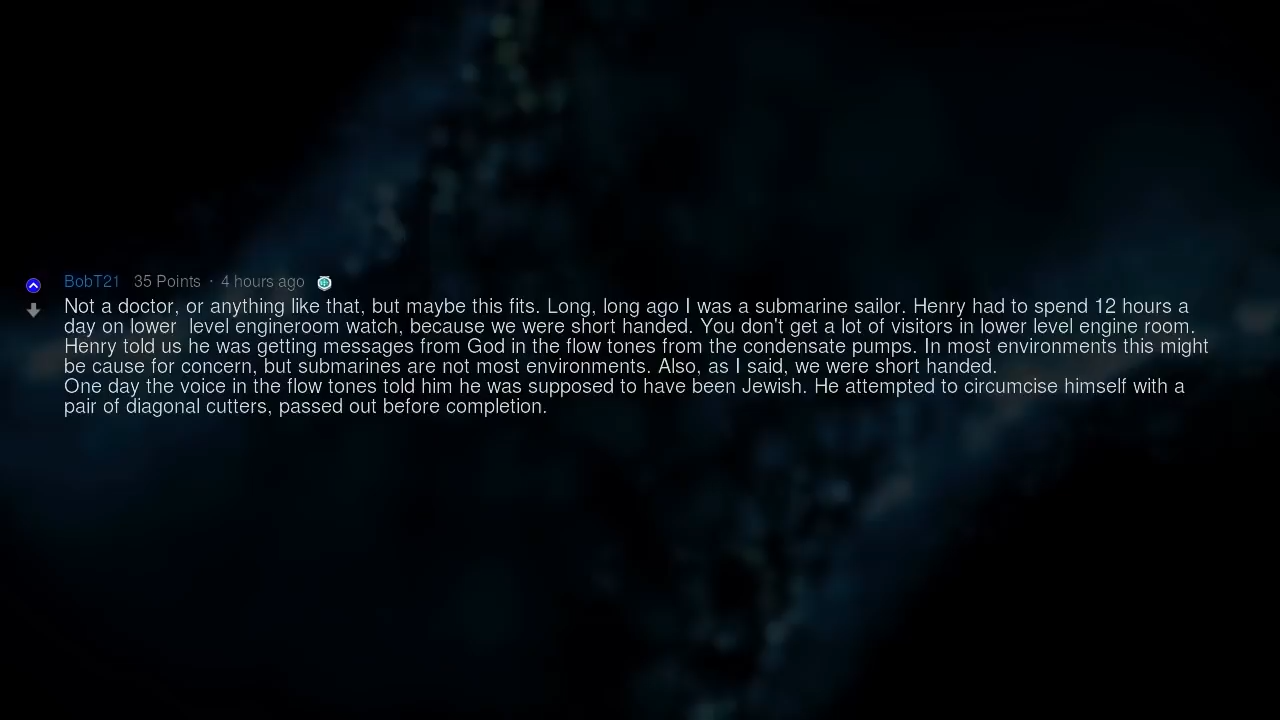 BobT21 35 Points · 4 hours ago
Not a doctor, or anything like that, but maybe this fits. Long, long ago I was a submarine sailor. Henry had to spend 12 hours a
day on lower  level engineroom watch, because we were short handed. You don't get a lot of visitors in lower level engine room.
Henry told us he was getting messages from God in the flow tones from the condensate pumps. In most environments this might
be cause for concern, but submarines are not most environments. Also, as I said, we were short handed.
One day the voice in the flow tones told him he was supposed to have been Jewish. He attempted to circumcise himself with a
pair of diagonal cutters, passed out before completion.